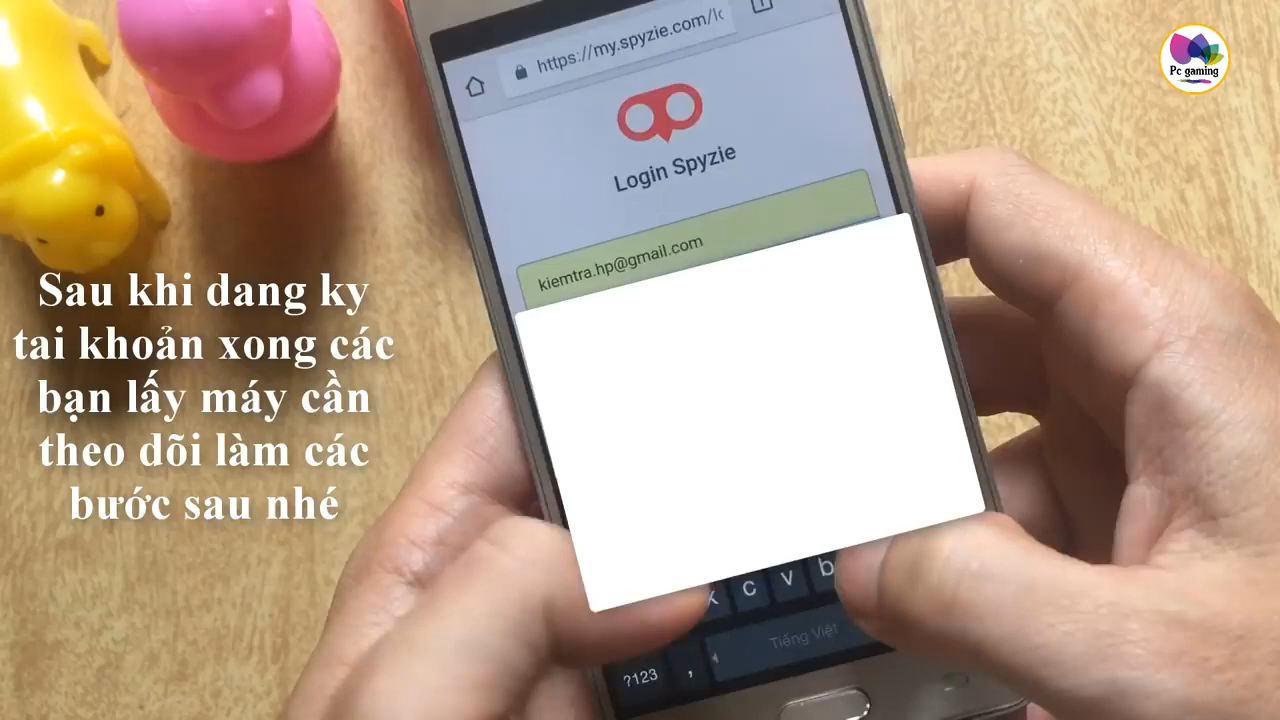 https://my.spyzie.com/lo
Pc gaming
Login Spyzie
kiemtra.hp@gmail.com
Sau khi dang ky
tai khoản xong các
bạn lấy máy cần
theo dõi làm các
bước sau nhé
c v b
Tiếng Việt
?123 ,